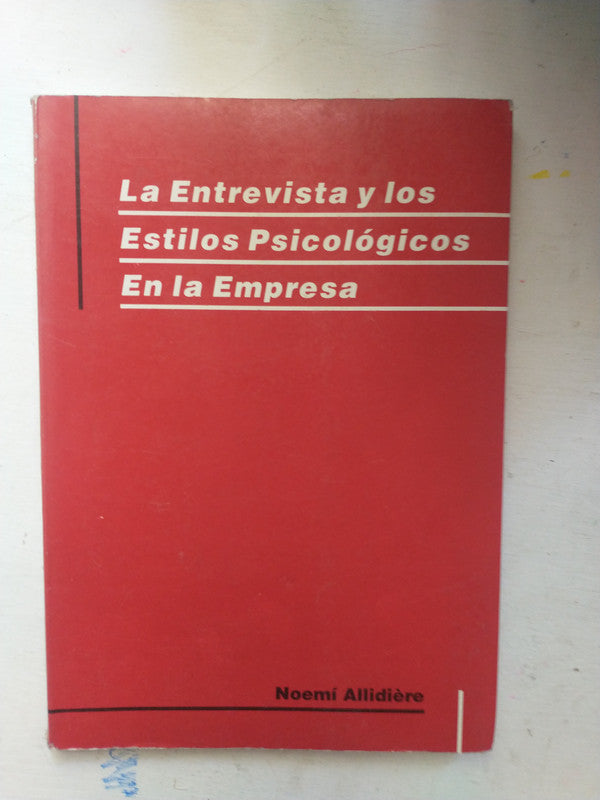 La Entrevista y los
Estilos Psicológicos
En la Empresa
Noemí Allidière